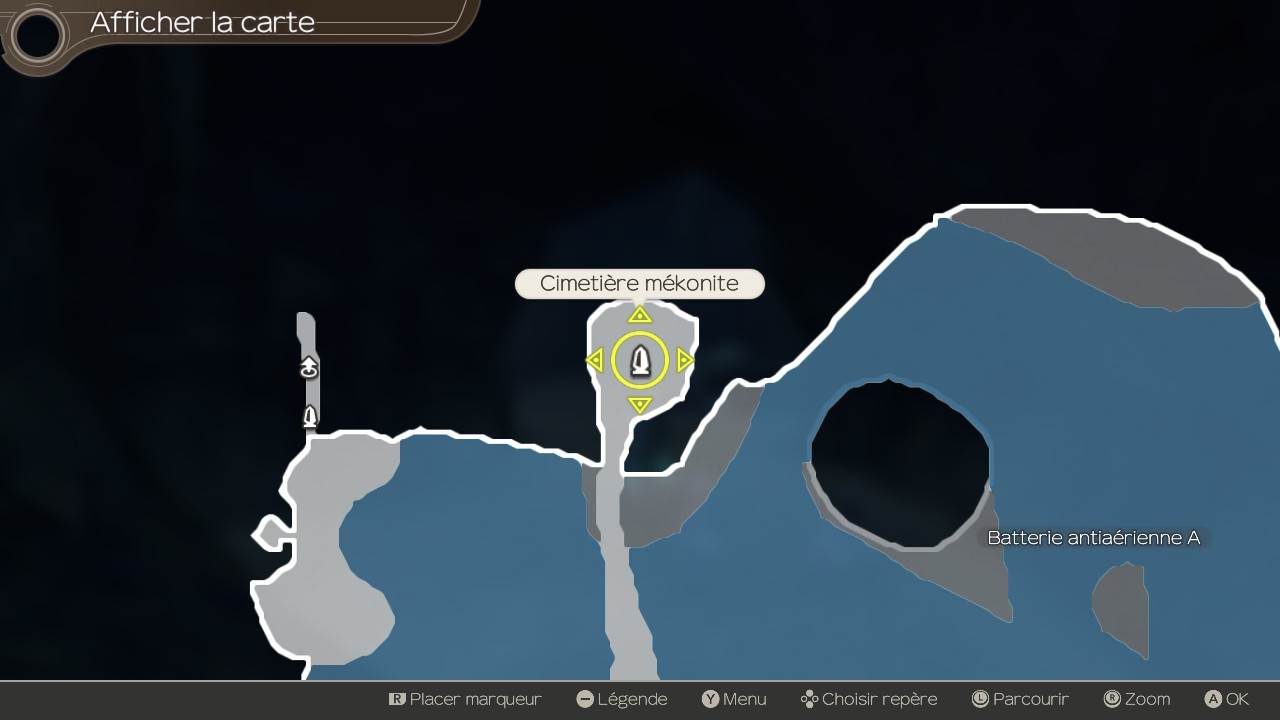 Afficher la carte
Cimetière mékonite
Batterie antiaérienne A
R Placer marqueur
Légende
Y Menu
Choisir repère
L Parcourir
R Zoom
A OK